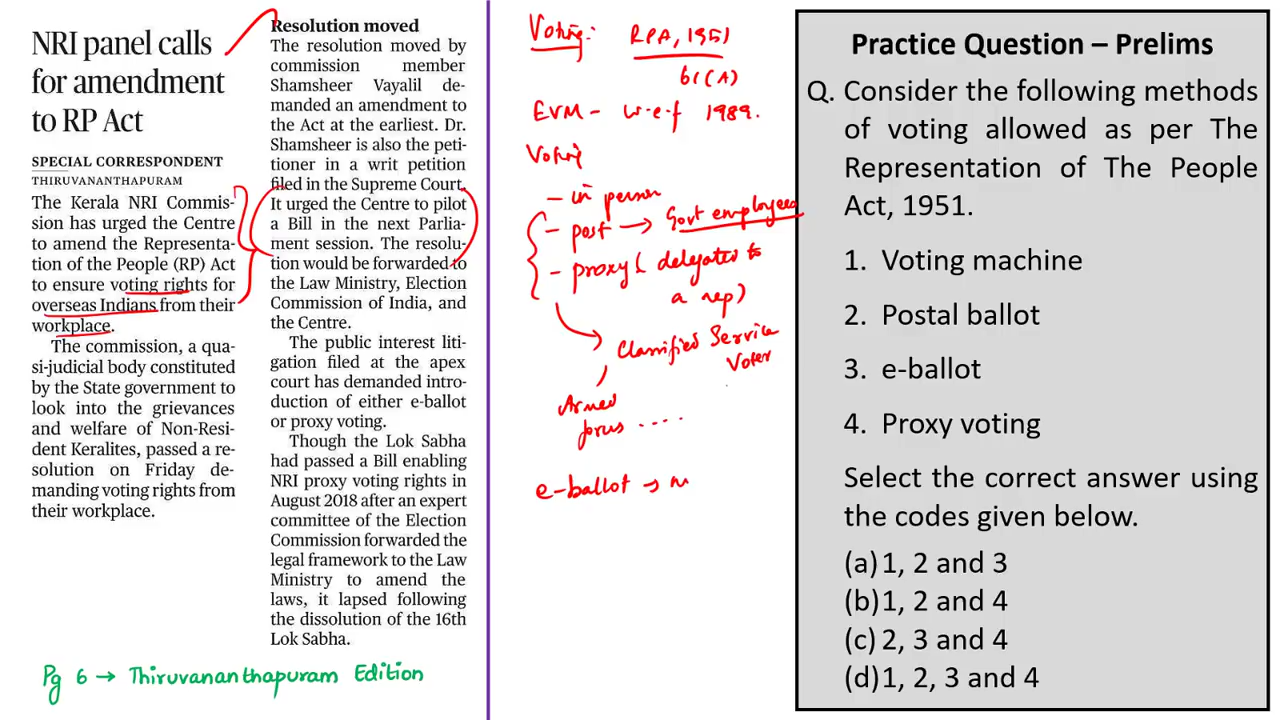 NRI panel calls
for amendment
to RP Act
SPECIAL CORRESPONDENT
THIRUVANANTHAPURAM
The Kerala NRI Commis-
sion has urged the Centre
to amend the Representa-
tion of the People (RP) Act
to ensure voting rights for
overseas Indians from their
workplace.
The commission, a qua-
si-judicial body constituted
by the State government to
look into the grievances
and welfare of Non-Resi-
dent Keralites, passed a re-
solution on Friday de-
manding voting rights from
their workplace.
Resolution moved
The resolution moved by
commission member
Shamsheer Vayalil de-
manded an amendment to
the Act at the earliest. Dr.
Shamsheer is also the peti-
tioner in a writ petition
filed in the Supreme Court.
It urged the Centre to pilot
a Bill in the next Parlia-
ment session. The resolu-
tion would be forwarded to
the Law Ministry, Election
Commission of India, and
the Centre.
The public interest liti-
gation filed at the apex
court has demanded intro-
duction of either e-ballot
or proxy voting.
Though the Lok Sabha
had passed a Bill enabling
NRI proxy voting rights in
August 2018 after an expert
committee of the Election
Commission forwarded the
legal framework to the Law
Ministry to amend the
laws, it lapsed following
the dissolution of the 16th
Lok Sabha.
Pg 6 → Thiruvananthapuram Edition
Voting: RPA, 1951
61(A)
EVM - w.e.f 1989.
Voting
- in person
- post → Govt employees
- proxy ( delegated to
a rep)
Classified Service
Voter
Armed
forces ....
e-ballot → n
Practice Question – Prelims
Q. Consider the following methods
of voting allowed as per The
Representation of The People
Act, 1951.
1. Voting machine
2. Postal ballot
3. e-ballot
4. Proxy voting
Select the correct answer using
the codes given below.
(a) 1, 2 and 3
(b) 1, 2 and 4
(c) 2, 3 and 4
(d) 1, 2, 3 and 4